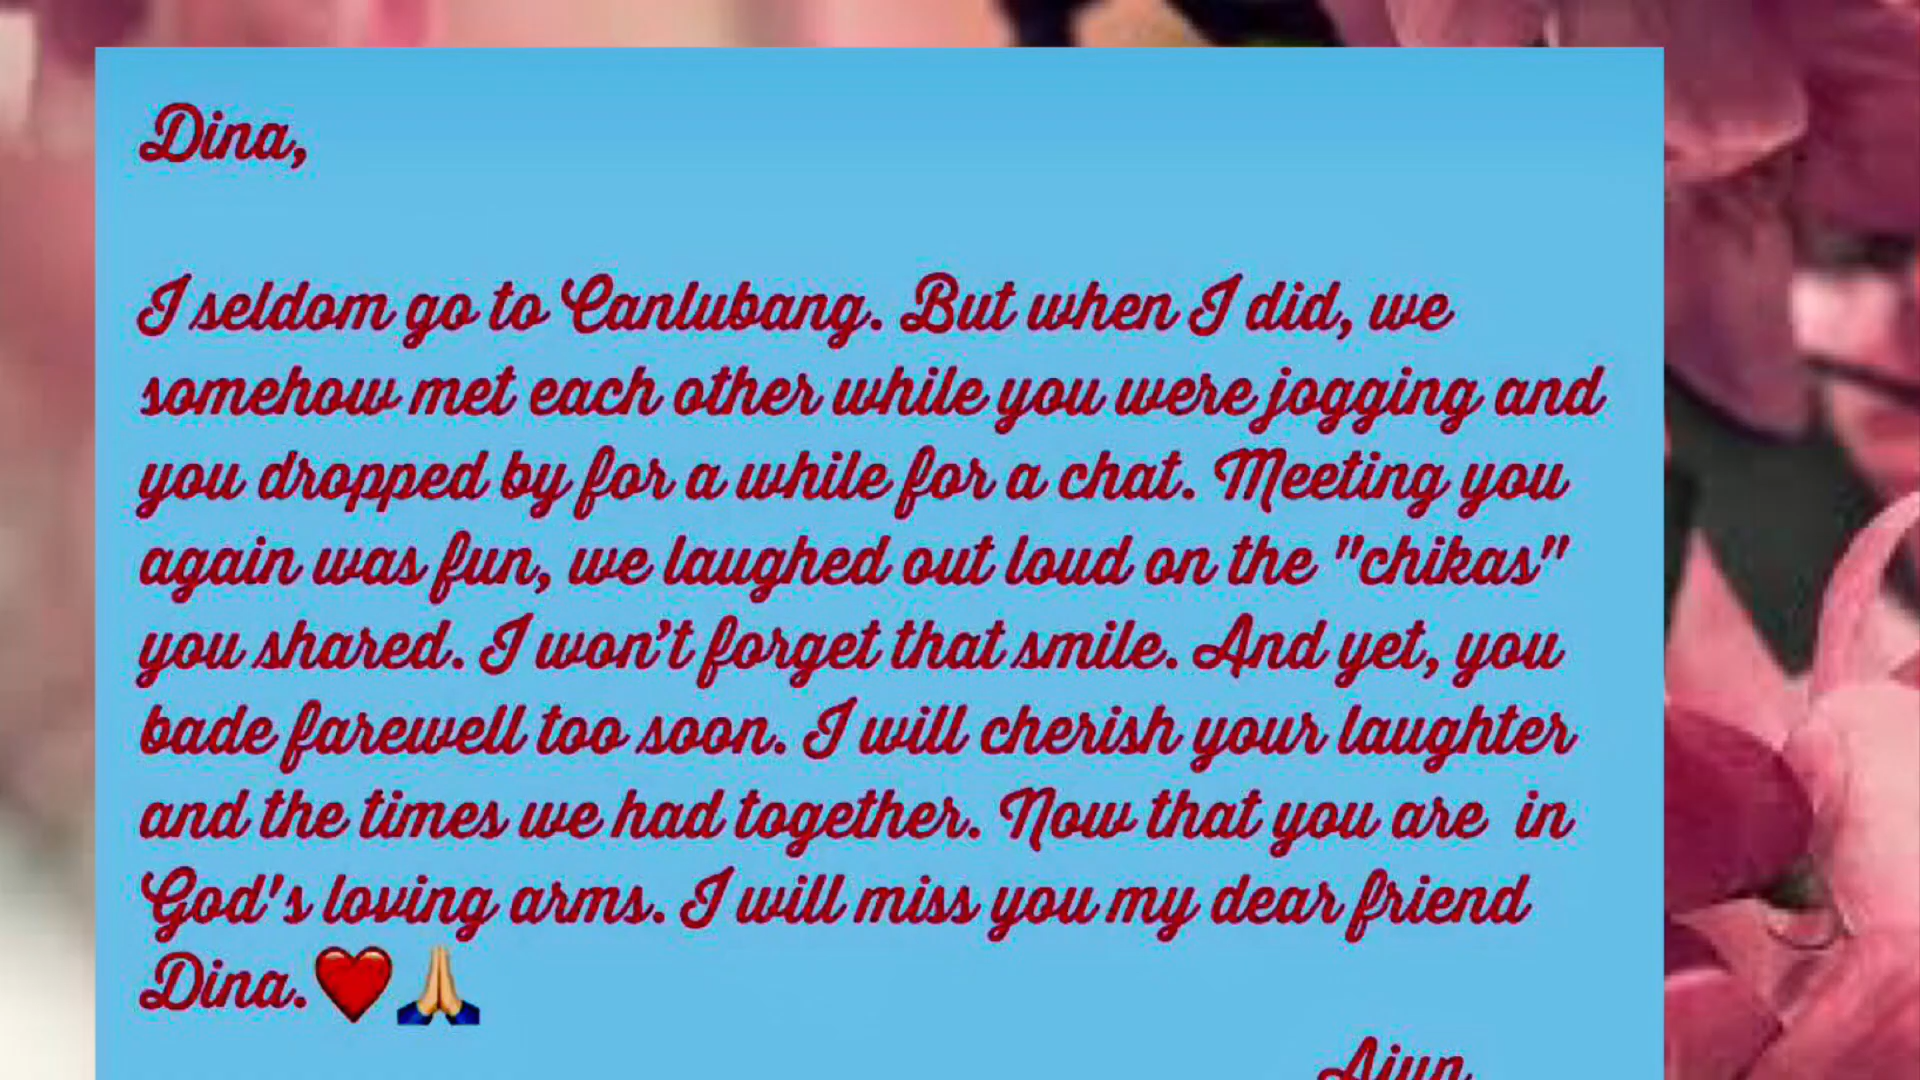 Dina,
I seldom go to Canlubang. But when I did, we
somehow met each other while you were jogging and
you dropped by for a while for a chat. Meeting you
again was fun, we laughed out loud on the "chikas"
you shared. I won’t forget that smile. And yet, you
bade farewell too soon. I will cherish your laughter
and the times we had together. Now that you are in
God's loving arms. I will miss you my dear friend
Dina.❤️🙏